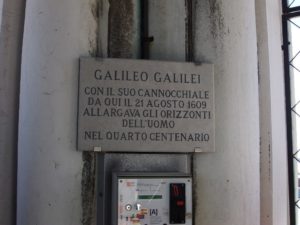 GALILEO GALILEI
CON IL SUO CANNOCCHIALE
DA QUI IL 21 AGOSTO 1609
ALLARGAVA GLI ORIZZONTI
DELL'UOMO
NEL QUARTO CENTENARIO
[A]